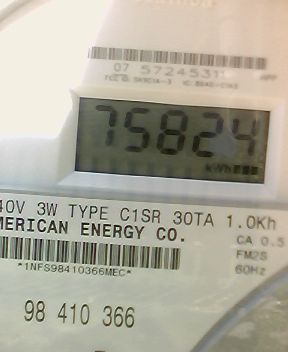 07 5724531
75824
kWh
40V 3W TYPE C1SR 30TA 1.0Kh
MERICAN ENERGY CO.
CA 0.5
FM2S
60Hz
*1NFS98410366MEC*
98 410 366